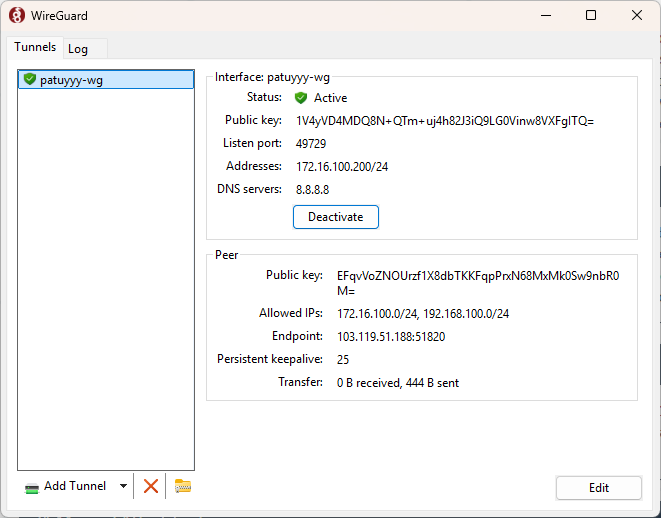 WireGuard
Tunnels
Log
patuyyy-wg
Interface: patuyyy-wg
Status: Active
Public key: 1V4yVD4MDQ8N+QTm+uj4h82J3iQ9LG0Vinw8VXFglTQ=
Listen port: 49729
Addresses: 172.16.100.200/24
DNS servers: 8.8.8.8
Deactivate
Peer
Public key: EFqvVoZNOUrzf1X8dbTKKFqpPrxN68MxMk0Sw9nbR0
M=
Allowed IPs: 172.16.100.0/24, 192.168.100.0/24
Endpoint: 103.119.51.188:51820
Persistent keepalive: 25
Transfer: 0 B received, 444 B sent
Add Tunnel
Edit